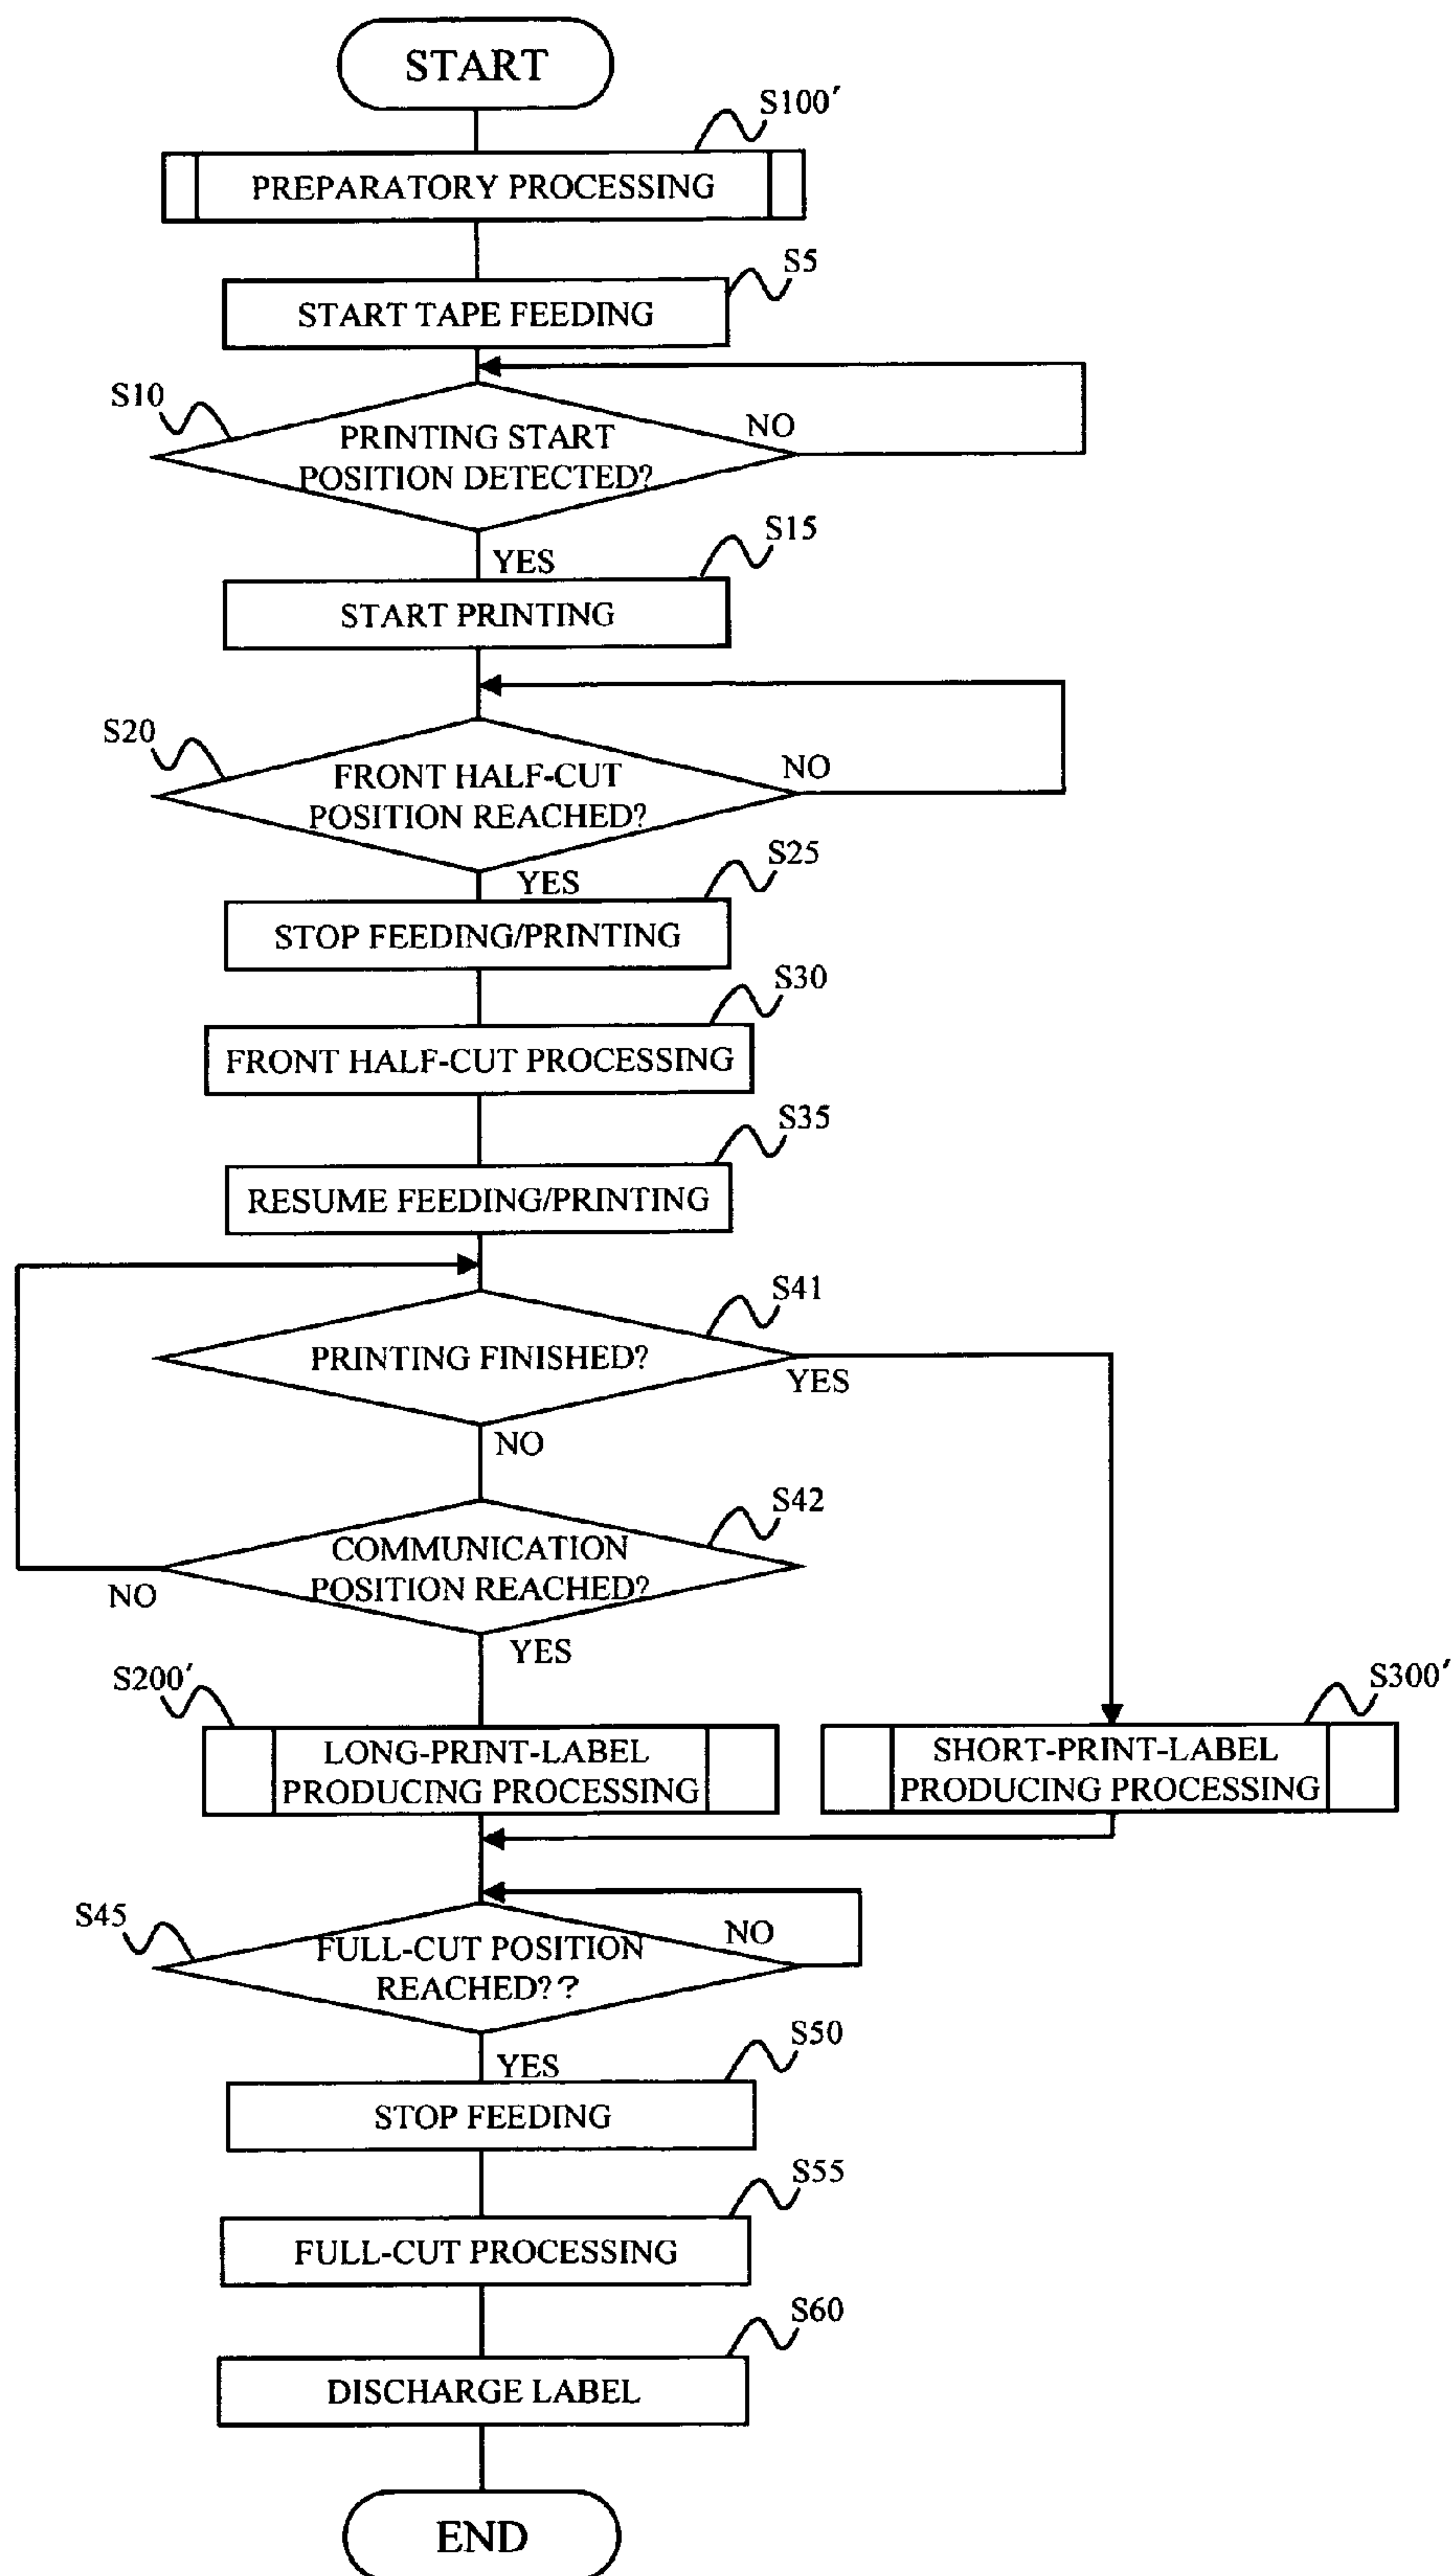 START
S100′
PREPARATORY PROCESSING
S5
START TAPE FEEDING
S10
PRINTING START
POSITION DETECTED?
NO
YES
S15
START PRINTING
S20
FRONT HALF-CUT
POSITION REACHED?
NO
YES
S25
STOP FEEDING/PRINTING
S30
FRONT HALF-CUT PROCESSING
S35
RESUME FEEDING/PRINTING
S41
PRINTING FINISHED?
YES
NO
S42
COMMUNICATION
POSITION REACHED?
NO
YES
S200′
LONG-PRINT-LABEL
PRODUCING PROCESSING
S300′
SHORT-PRINT-LABEL
PRODUCING PROCESSING
S45
FULL-CUT POSITION
REACHED??
NO
YES
S50
STOP FEEDING
S55
FULL-CUT PROCESSING
S60
DISCHARGE LABEL
END